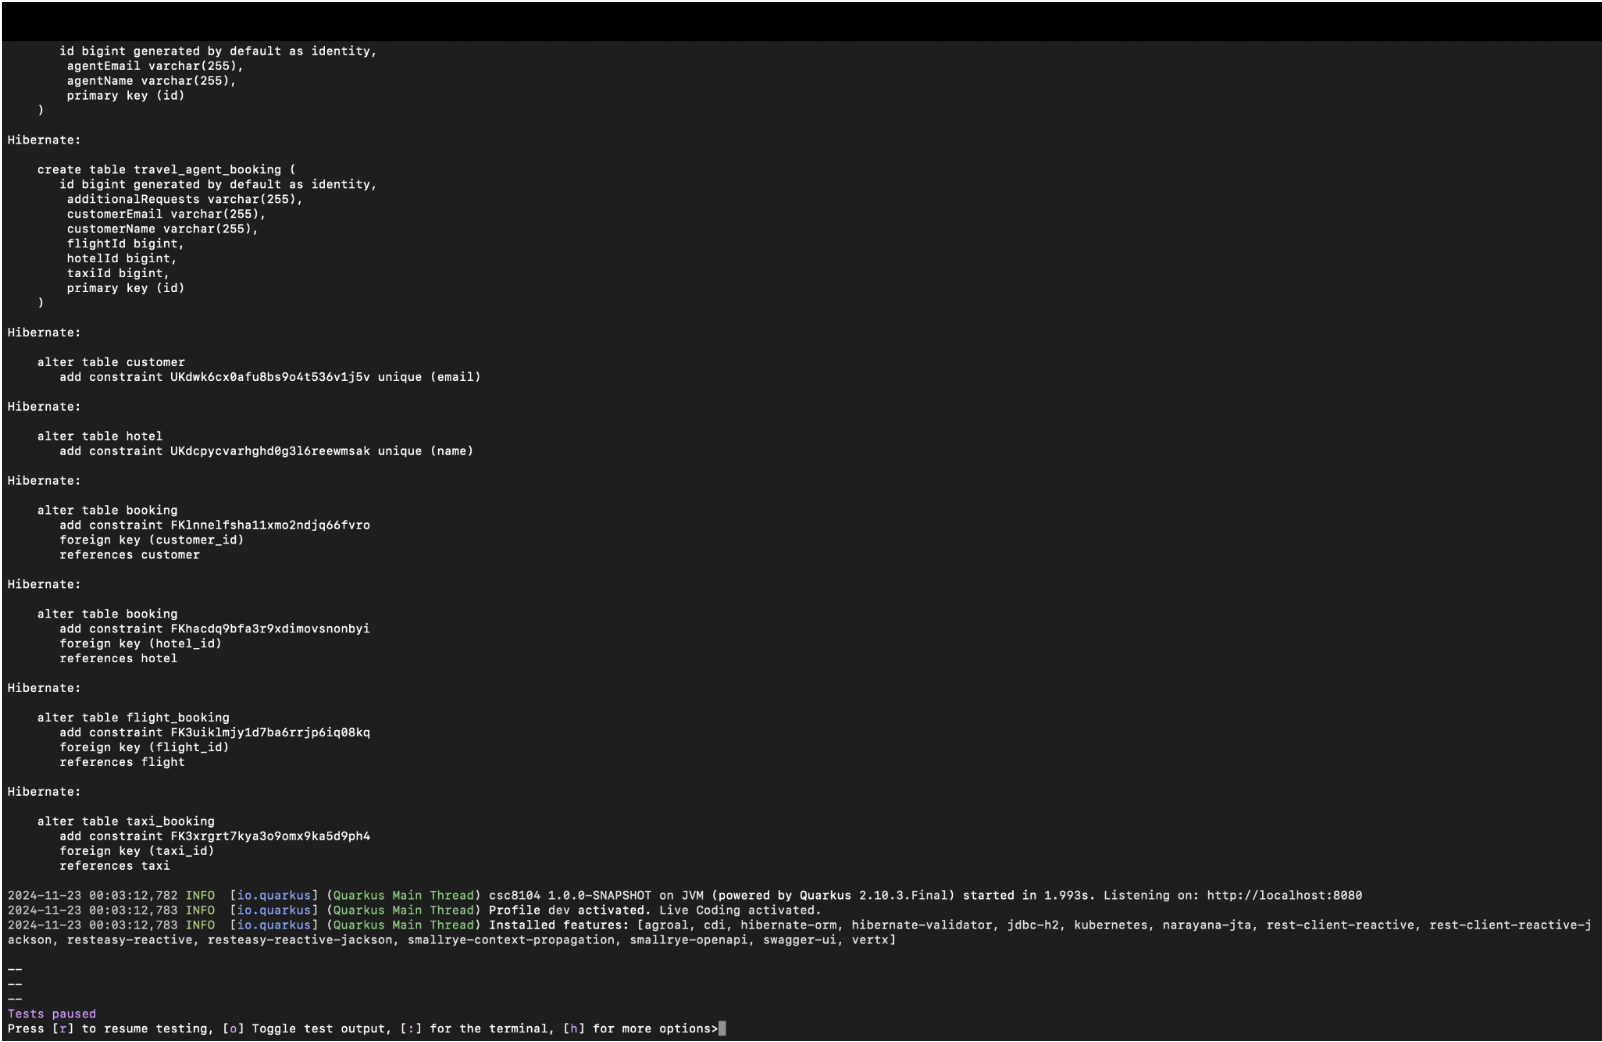 id bigint generated by default as identity,
agentEmail varchar(255),
agentName varchar(255),
primary key (id)
)
Hibernate:
create table travel_agent_booking (
id bigint generated by default as identity,
additionalRequests varchar(255),
customerEmail varchar(255),
customerName varchar(255),
flightId bigint,
hotelId bigint,
taxiId bigint,
primary key (id)
)
Hibernate:
alter table customer
add constraint UKdwk6cx0afu8bs9o4t536v1j5v unique (email)
Hibernate:
alter table hotel
add constraint UKdcpycvarhghd0g3l6reewmsak unique (name)
Hibernate:
alter table booking
add constraint FKlnnelfsha11xmo2ndjq66fvro
foreign key (customer_id)
references customer
Hibernate:
alter table booking
add constraint FKhacdq9bfa3r9xdimovsnonbyi
foreign key (hotel_id)
references hotel
Hibernate:
alter table flight_booking
add constraint FK3uiklmjy1d7ba6rrjp6iq08kq
foreign key (flight_id)
references flight
Hibernate:
alter table taxi_booking
add constraint FK3xrgrt7kya3o9omx9ka5d9ph4
foreign key (taxi_id)
references taxi
2024-11-23 00:03:12,782 INFO  [io.quarkus] (Quarkus Main Thread) csc8104 1.0.0-SNAPSHOT on JVM (powered by Quarkus 2.10.3.Final) started in 1.993s. Listening on: http://localhost:8080
2024-11-23 00:03:12,783 INFO  [io.quarkus] (Quarkus Main Thread) Profile dev activated. Live Coding activated.
2024-11-23 00:03:12,783 INFO  [io.quarkus] (Quarkus Main Thread) Installed features: [agroal, cdi, hibernate-orm, hibernate-validator, jdbc-h2, kubernetes, narayana-jta, rest-client-reactive, rest-client-reactive-j
ackson, resteasy-reactive, resteasy-reactive-jackson, smallrye-context-propagation, smallrye-openapi, swagger-ui, vertx]
--
--
--
Tests paused
Press [r] to resume testing, [o] Toggle test output, [:] for the terminal, [h] for more options>